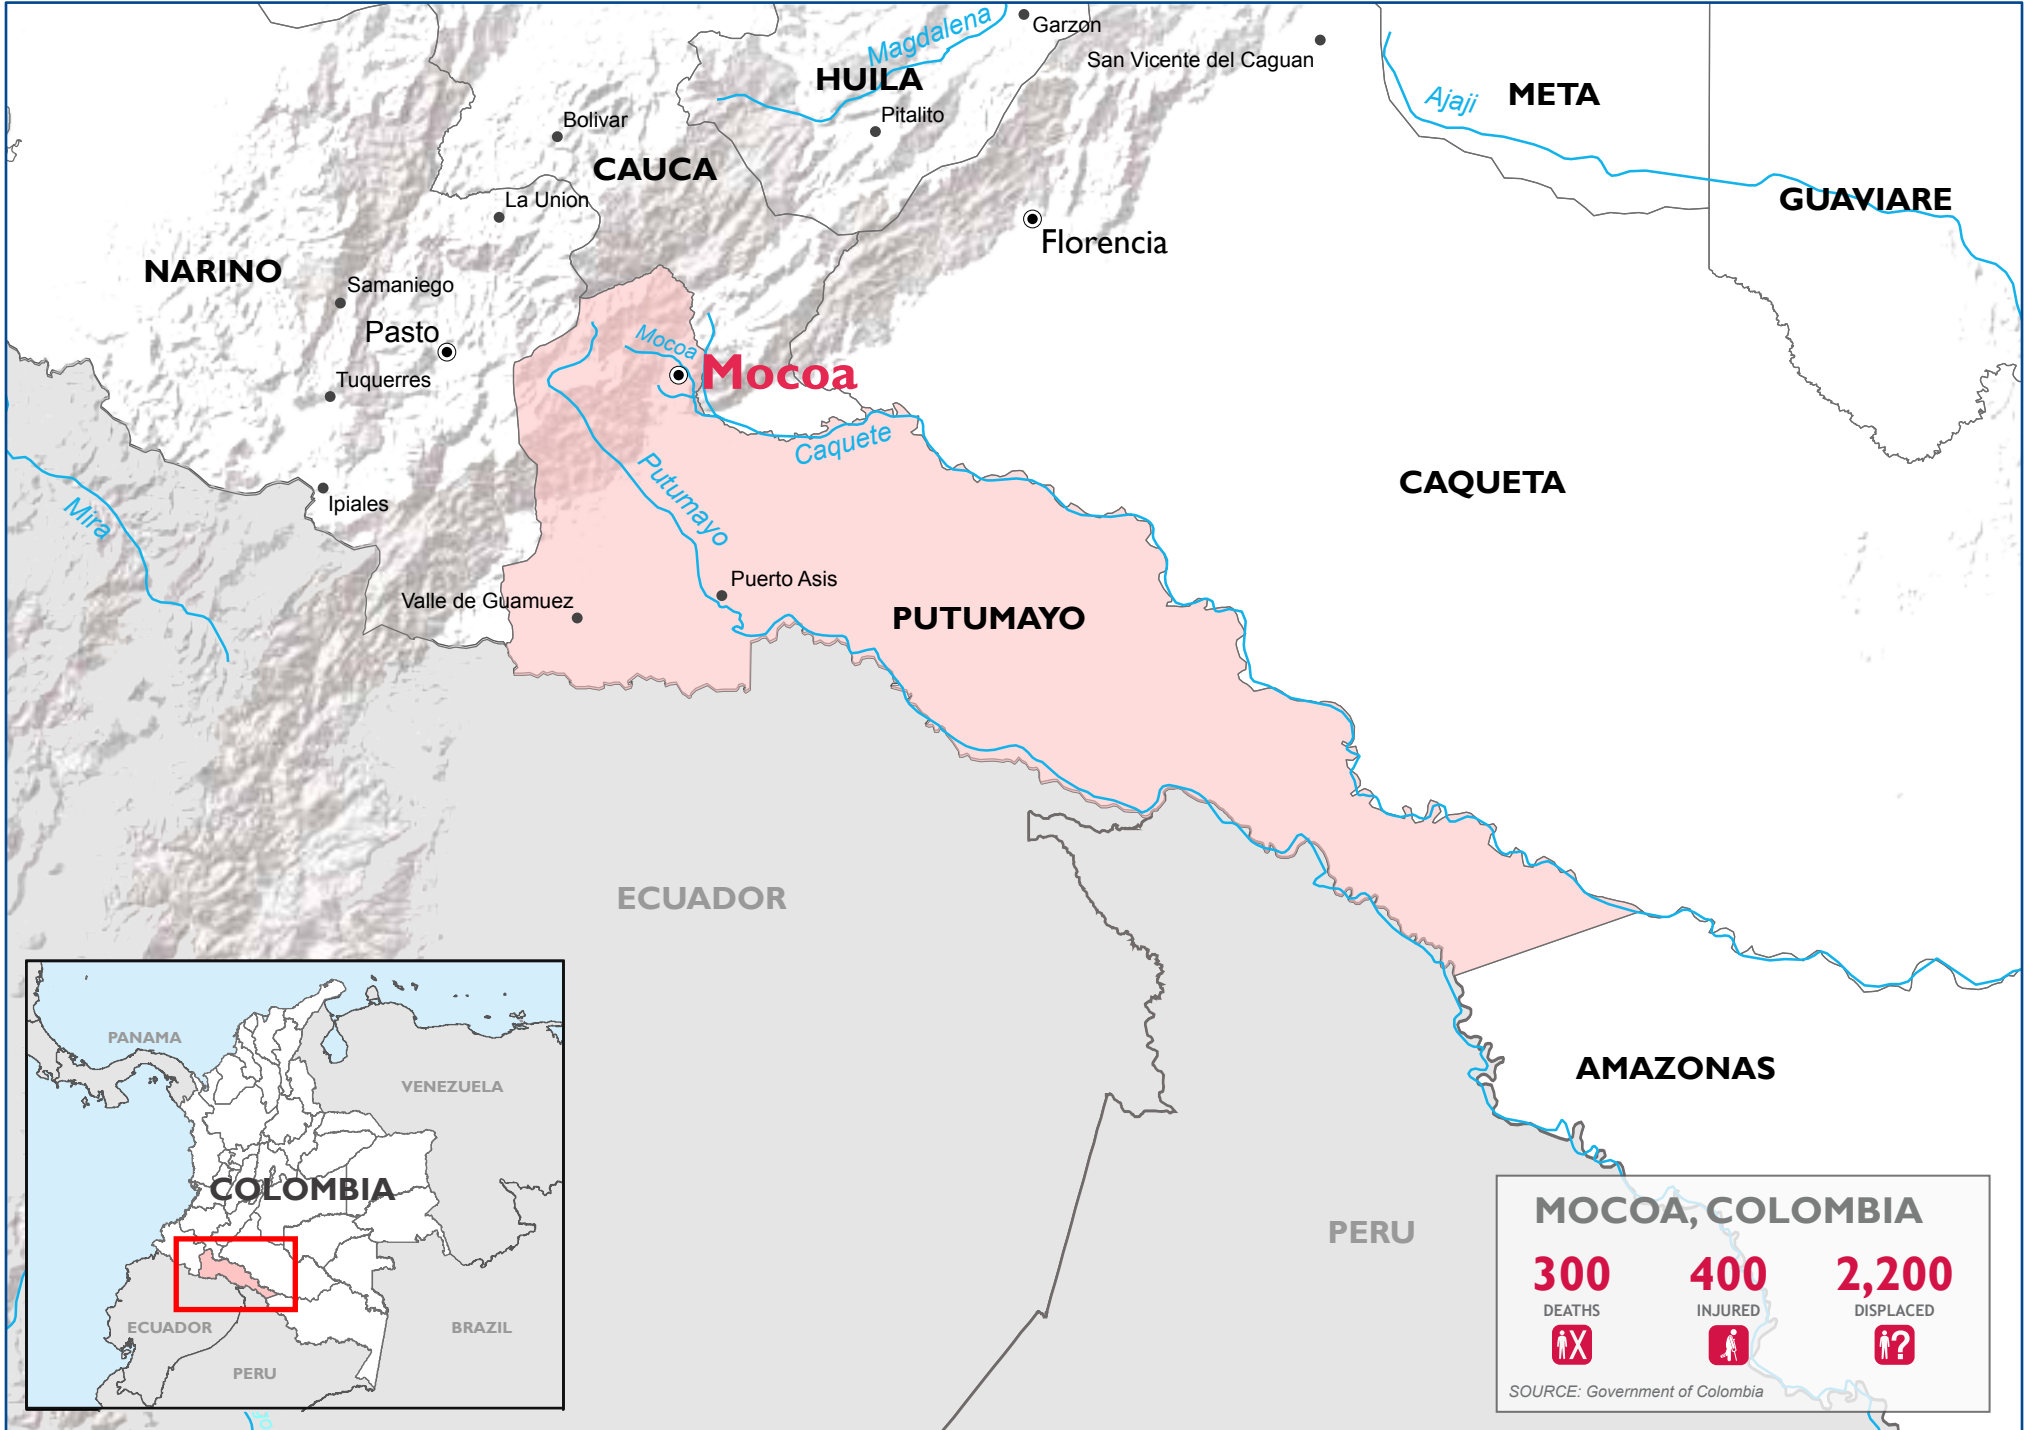 Garzon
Magdalena
San Vicente del Caguan
HUILA
META
Ajaji
Bolivar
Pitalito
CAUCA
La Union
GUAVIARE
Florencia
NARINO
Samaniego
Pasto
Mocoa
Mocoa
Tuquerres
Caquete
Putumayo
CAQUETA
Ipiales
Mira
Puerto Asis
Valle de Guamuez
PUTUMAYO
ECUADOR
PERU
AMAZONAS
PANAMA
VENEZUELA
COLOMBIA
ECUADOR
BRAZIL
PERU
MOCOA, COLOMBIA
300
400
2,200
DEATHS
INJURED
DISPLACED
SOURCE: Government of Colombia